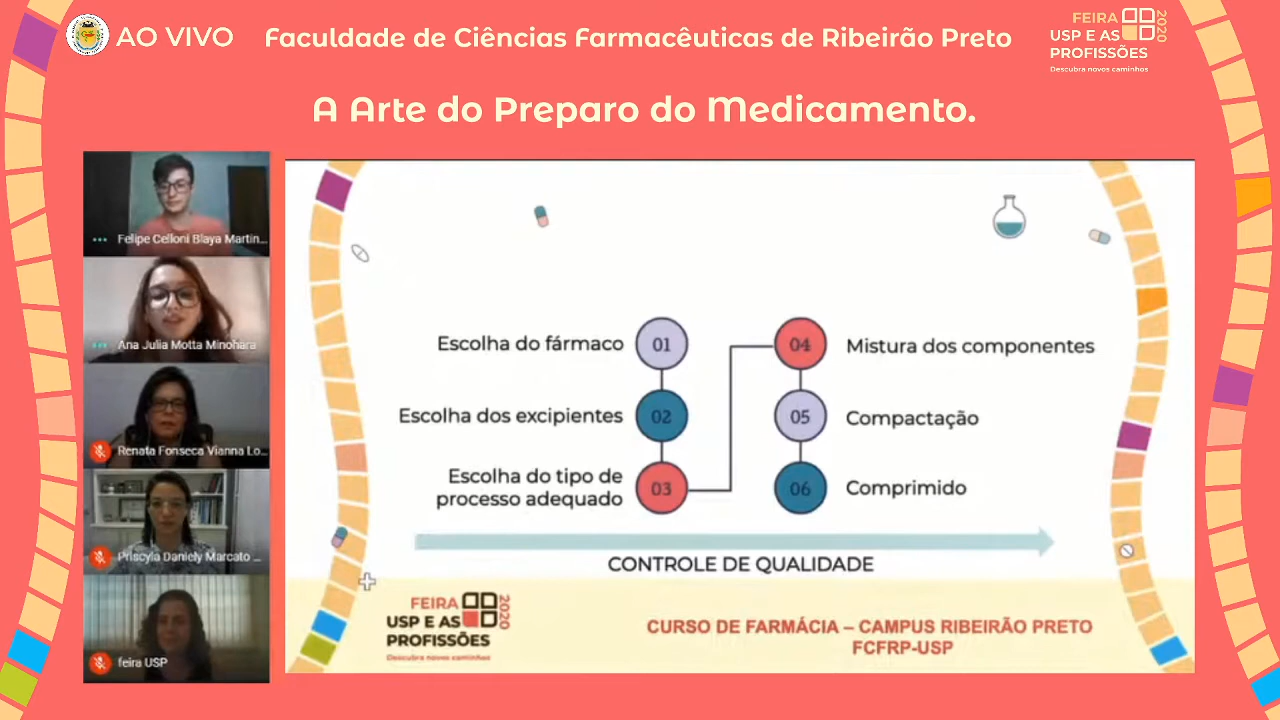 AO VIVO
Faculdade de Ciências Farmacêuticas de Ribeirão Preto
FEIRA
USP E AS
PROFISSÕES
2020
Descubra novos caminhos
A Arte do Preparo do Medicamento.
Felipe Celloni Blaya Martin...
Ana Julia Motta Minohara
Renata Fonseca Vianna Lo...
Priscyla Daniely Marcato ...
feira USP
Escolha do fármaco 01
Escolha dos excipientes 02
Escolha do tipo de
processo adequado 03
04 Mistura dos componentes
05 Compactação
06 Comprimido
CONTROLE DE QUALIDADE
FEIRA
USP E AS
PROFISSÕES
2020
Descubra novos caminhos
CURSO DE FARMÁCIA – CAMPUS RIBEIRÃO PRETO
FCFRP-USP